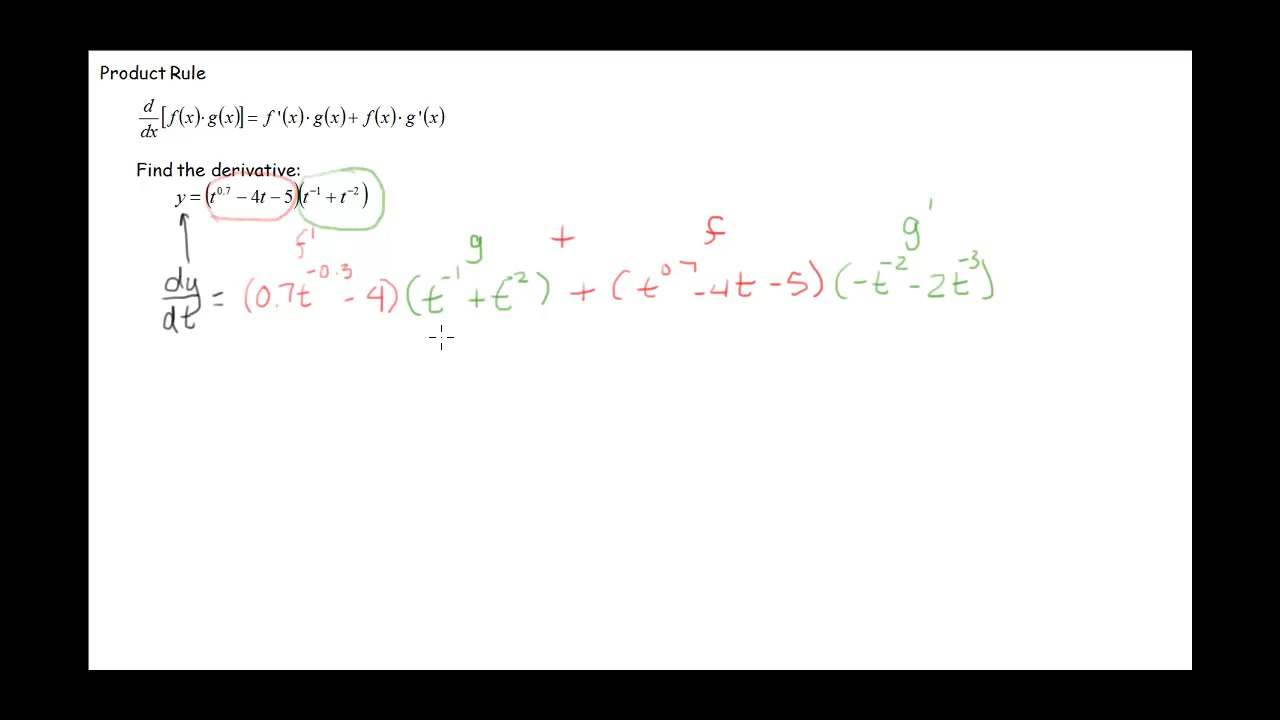 Product Rule
d/dx [f(x)·g(x)] = f'(x)·g(x) + f(x)·g'(x)
Find the derivative:
y = (t^0.7 − 4t − 5)(t^−1 + t^−2)
f' g + f g'
dy/dt = (0.7t^-0.3 - 4)(t^-1 + t^-2) + (t^0.7 - 4t - 5)(-t^-2 - 2t^-3)